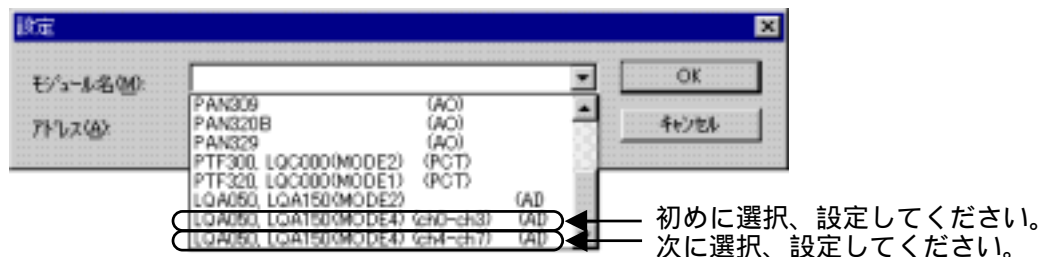 設定
モジュール名(M):
OK
アドレス(A):
キャンセル
PAN309 (AO)
PAN320B (AO)
PAN329 (AO)
PTF300, LQC000(MODE2) (PCT)
PTF320, LQC000(MODE1) (PCT)
LQA050, LQA150(MODE2) (AI)
LQA050, LQA150(MODE4) (ch0-ch3) (AI)
LQA050, LQA150(MODE4) (ch4-ch7) (AI)
初めに選択、設定してください。
次に選択、設定してください。